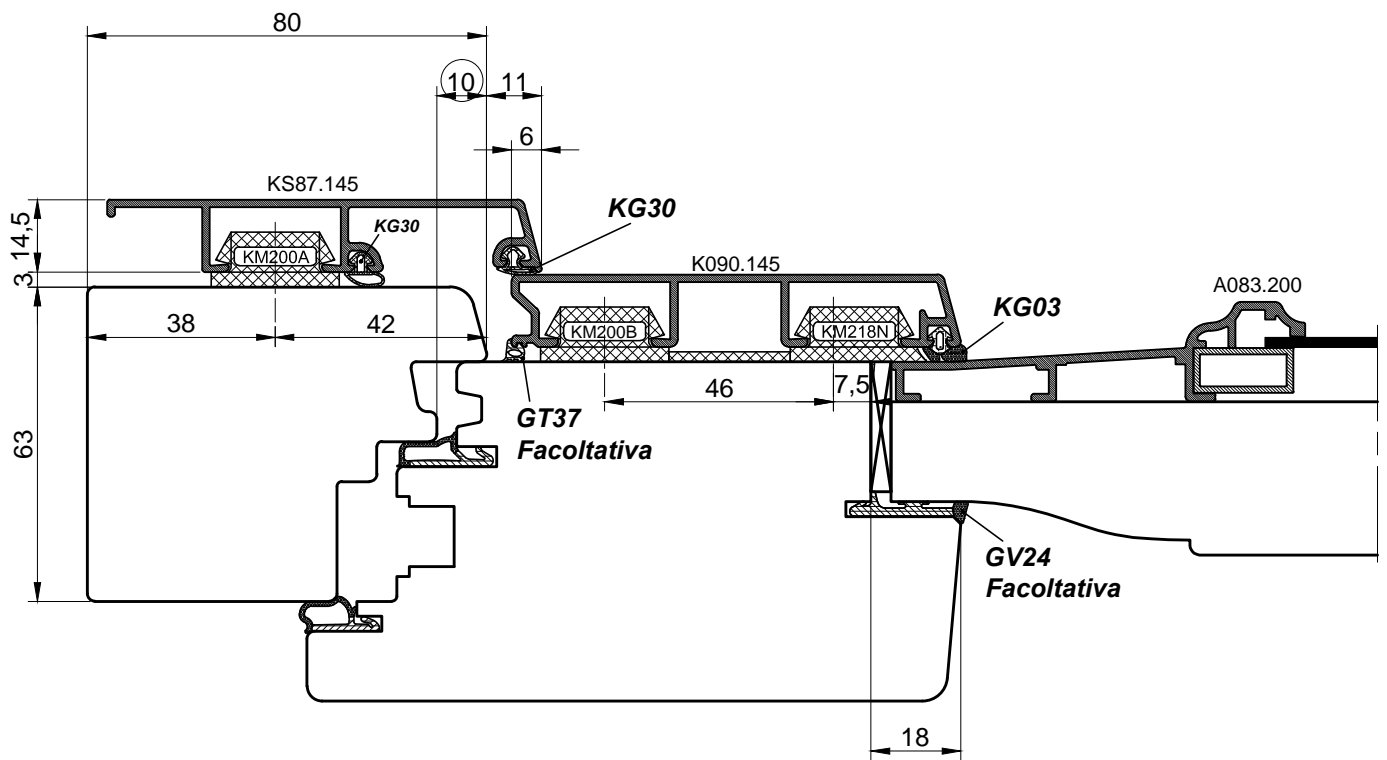 80
10
11
6
KS87.145
KG30
KG30
14,5
3
KM200A
K090.145
A083.200
KG03
KM200B
KM218N
38
42
46
7,5
GT37
Facoltativa
63
GV24
Facoltativa
18